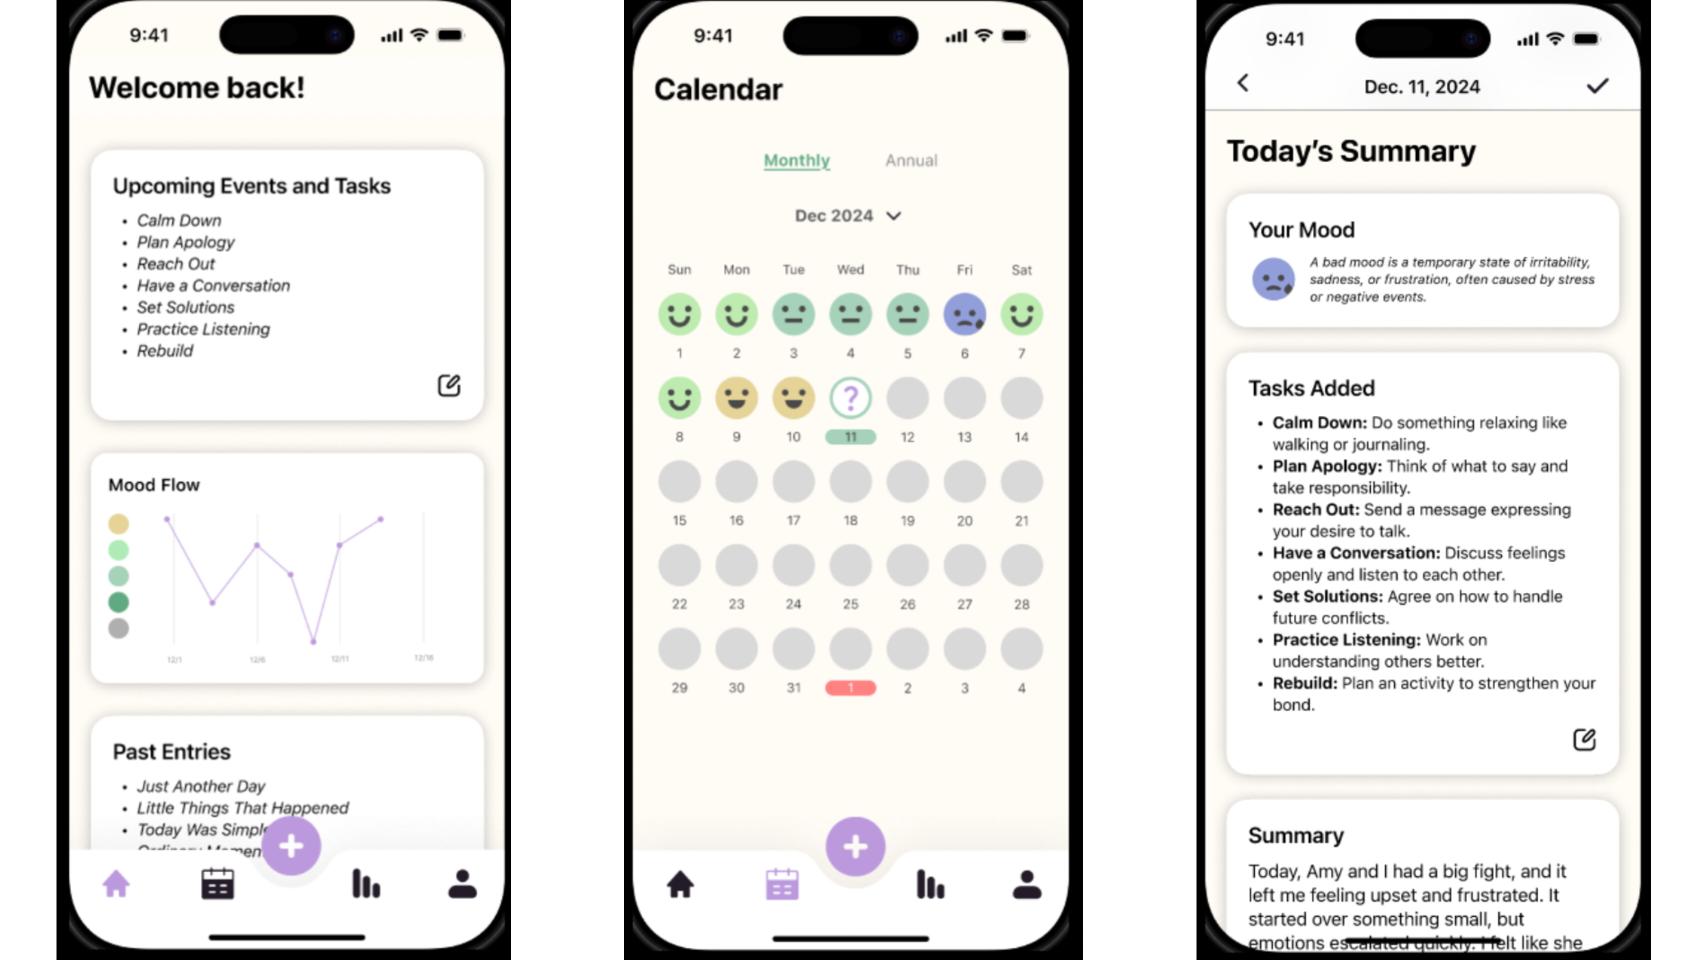 9:41
Welcome back!
Upcoming Events and Tasks
• Calm Down
• Plan Apology
• Reach Out
• Have a Conversation
• Set Solutions
• Practice Listening
• Rebuild
Mood Flow
12/1 12/6 12/11 12/16
Past Entries
• Just Another Day
• Little Things That Happened
• Today Was Simple
• Ordinary Momen
9:41
Calendar
Monthly Annual
Dec 2024
Sun Mon Tue Wed Thu Fri Sat
1 2 3 4 5 6 7
?
8 9 10 11 12 13 14
15 16 17 18 19 20 21
22 23 24 25 26 27 28
29 30 31 1 2 3 4
9:41
Dec. 11, 2024
Today's Summary
Your Mood
A bad mood is a temporary state of irritability,
sadness, or frustration, often caused by stress
or negative events.
Tasks Added
• Calm Down: Do something relaxing like
walking or journaling.
• Plan Apology: Think of what to say and
take responsibility.
• Reach Out: Send a message expressing
your desire to talk.
• Have a Conversation: Discuss feelings
openly and listen to each other.
• Set Solutions: Agree on how to handle
future conflicts.
• Practice Listening: Work on
understanding others better.
• Rebuild: Plan an activity to strengthen your
bond.
Summary
Today, Amy and I had a big fight, and it
left me feeling upset and frustrated. It
started over something small, but
emotions escalated quickly. I felt like she